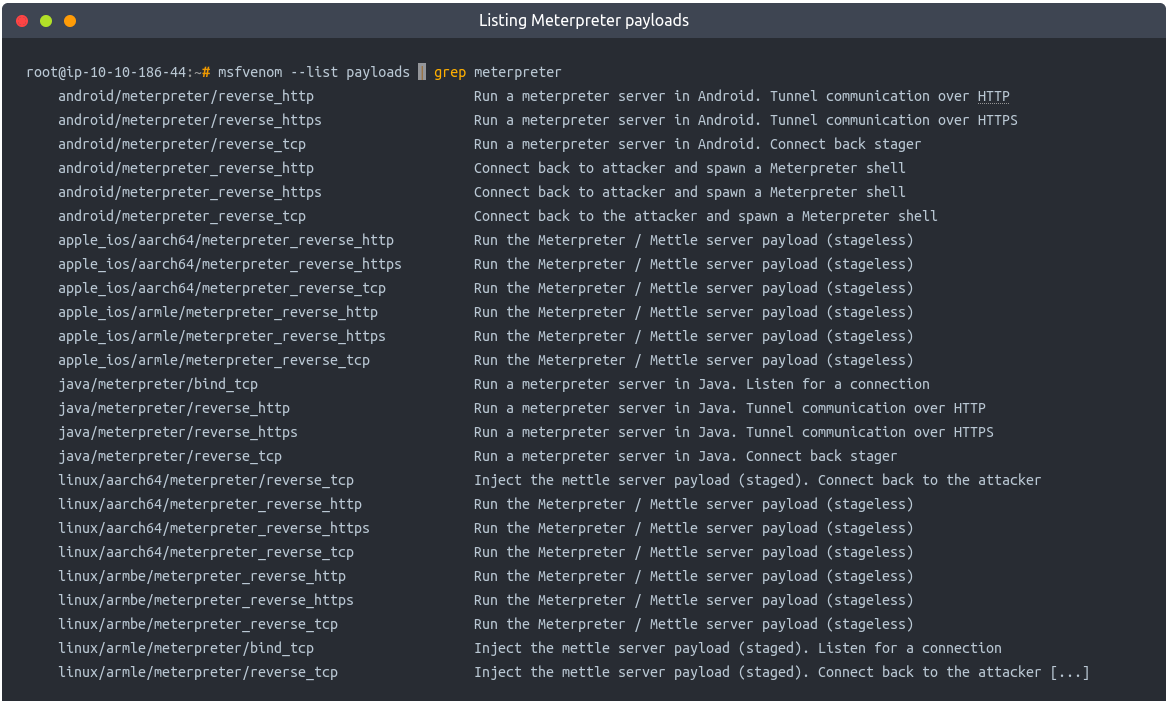 Listing Meterpreter payloads
root@ip-10-10-186-44:~# msfvenom --list payloads | grep meterpreter
android/meterpreter/reverse_http Run a meterpreter server in Android. Tunnel communication over HTTP
android/meterpreter/reverse_https Run a meterpreter server in Android. Tunnel communication over HTTPS
android/meterpreter/reverse_tcp Run a meterpreter server in Android. Connect back stager
android/meterpreter_reverse_http Connect back to attacker and spawn a Meterpreter shell
android/meterpreter_reverse_https Connect back to attacker and spawn a Meterpreter shell
android/meterpreter_reverse_tcp Connect back to the attacker and spawn a Meterpreter shell
apple_ios/aarch64/meterpreter_reverse_http Run the Meterpreter / Mettle server payload (stageless)
apple_ios/aarch64/meterpreter_reverse_https Run the Meterpreter / Mettle server payload (stageless)
apple_ios/aarch64/meterpreter_reverse_tcp Run the Meterpreter / Mettle server payload (stageless)
apple_ios/armle/meterpreter_reverse_http Run the Meterpreter / Mettle server payload (stageless)
apple_ios/armle/meterpreter_reverse_https Run the Meterpreter / Mettle server payload (stageless)
apple_ios/armle/meterpreter_reverse_tcp Run the Meterpreter / Mettle server payload (stageless)
java/meterpreter/bind_tcp Run a meterpreter server in Java. Listen for a connection
java/meterpreter/reverse_http Run a meterpreter server in Java. Tunnel communication over HTTP
java/meterpreter/reverse_https Run a meterpreter server in Java. Tunnel communication over HTTPS
java/meterpreter/reverse_tcp Run a meterpreter server in Java. Connect back stager
linux/aarch64/meterpreter/reverse_tcp Inject the mettle server payload (staged). Connect back to the attacker
linux/aarch64/meterpreter_reverse_http Run the Meterpreter / Mettle server payload (stageless)
linux/aarch64/meterpreter_reverse_https Run the Meterpreter / Mettle server payload (stageless)
linux/aarch64/meterpreter_reverse_tcp Run the Meterpreter / Mettle server payload (stageless)
linux/armbe/meterpreter_reverse_http Run the Meterpreter / Mettle server payload (stageless)
linux/armbe/meterpreter_reverse_https Run the Meterpreter / Mettle server payload (stageless)
linux/armbe/meterpreter_reverse_tcp Run the Meterpreter / Mettle server payload (stageless)
linux/armle/meterpreter/bind_tcp Inject the mettle server payload (staged). Listen for a connection
linux/armle/meterpreter/reverse_tcp Inject the mettle server payload (staged). Connect back to the attacker [...]